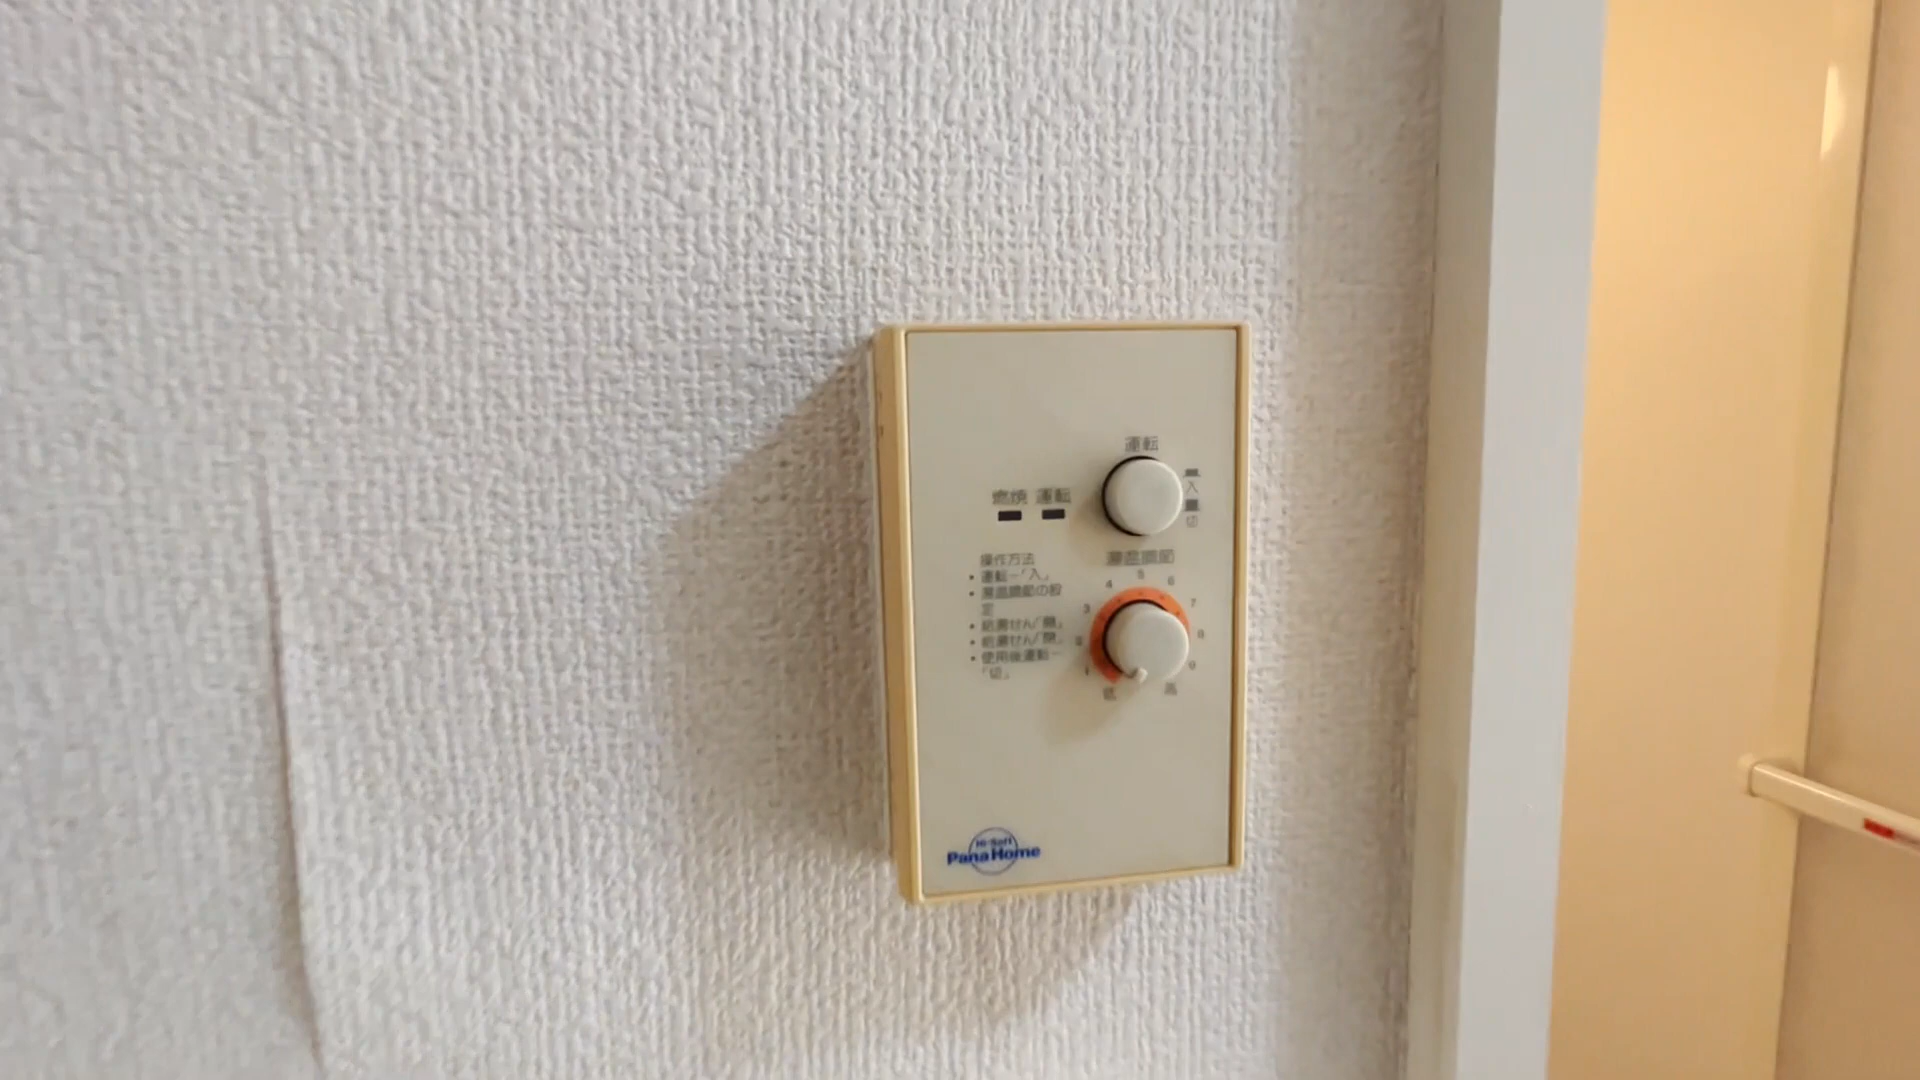 運転
入
切
燃焼 運転
湯温調節
1
2
3
4
5
6
7
8
9
低
高
操作方法
・運転ー「入」
・湯温調節の設
定
・給湯せん「開」
・給湯せん「閉」
・使用後運転ー
「切」
Hi-Soft
PanaHome